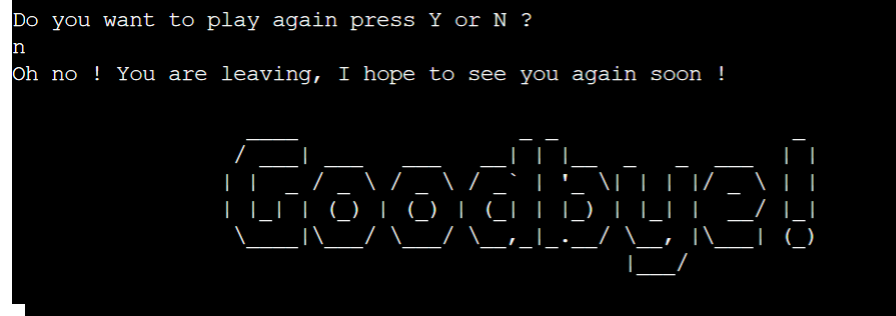 Do you want to play again press Y or N ?
n
Oh no ! You are leaving, I hope to see you again soon !
Goodbye!